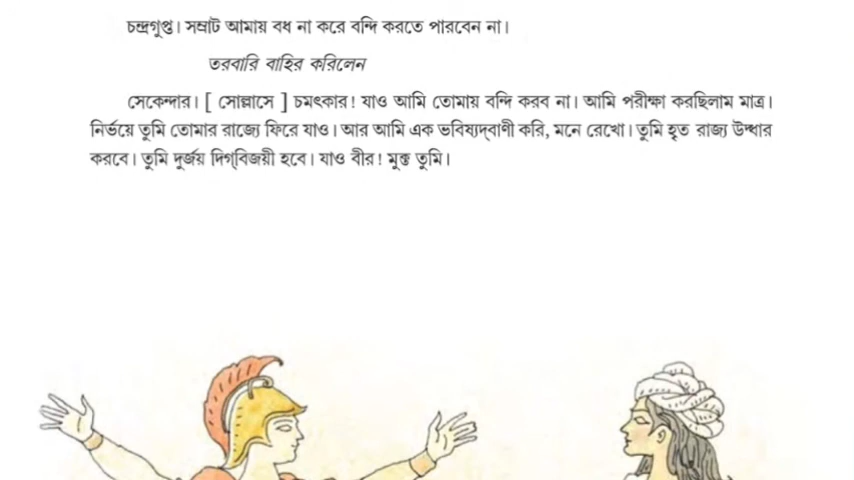 চন্দ্রগুপ্ত। সম্রাট আমায় বধ না করে বন্দি করতে পারবেন না।
তরবারি বাহির করিলেন
সেকেন্দার। [ সোল্লাসে ] চমৎকার! যাও আমি তোমায় বন্দি করব না। আমি পরীক্ষা করছিলাম মাত্র।
নির্ভয়ে তুমি তোমার রাজ্যে ফিরে যাও। আর আমি এক ভবিষ্যদ্‌বাণী করি, মনে রেখো। তুমি হৃত রাজ্য উদ্ধার
করবে। তুমি দুর্জয় দিগ্‌বিজয়ী হবে। যাও বীর! মুক্ত তুমি।